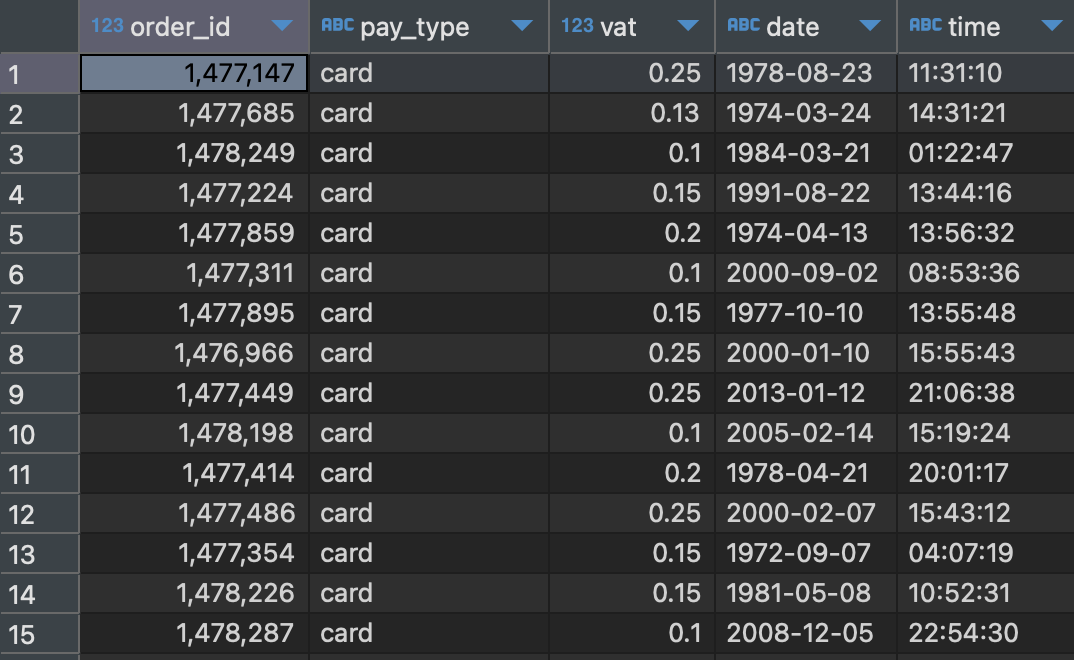 123 order_id ABC pay_type 123 vat ABC date ABC time
1 1,477,147 card 0.25 1978-08-23 11:31:10
2 1,477,685 card 0.13 1974-03-24 14:31:21
3 1,478,249 card 0.1 1984-03-21 01:22:47
4 1,477,224 card 0.15 1991-08-22 13:44:16
5 1,477,859 card 0.2 1974-04-13 13:56:32
6 1,477,311 card 0.1 2000-09-02 08:53:36
7 1,477,895 card 0.15 1977-10-10 13:55:48
8 1,476,966 card 0.25 2000-01-10 15:55:43
9 1,477,449 card 0.25 2013-01-12 21:06:38
10 1,478,198 card 0.1 2005-02-14 15:19:24
11 1,477,414 card 0.2 1978-04-21 20:01:17
12 1,477,486 card 0.25 2000-02-07 15:43:12
13 1,477,354 card 0.15 1972-09-07 04:07:19
14 1,478,226 card 0.15 1981-05-08 10:52:31
15 1,478,287 card 0.1 2008-12-05 22:54:30